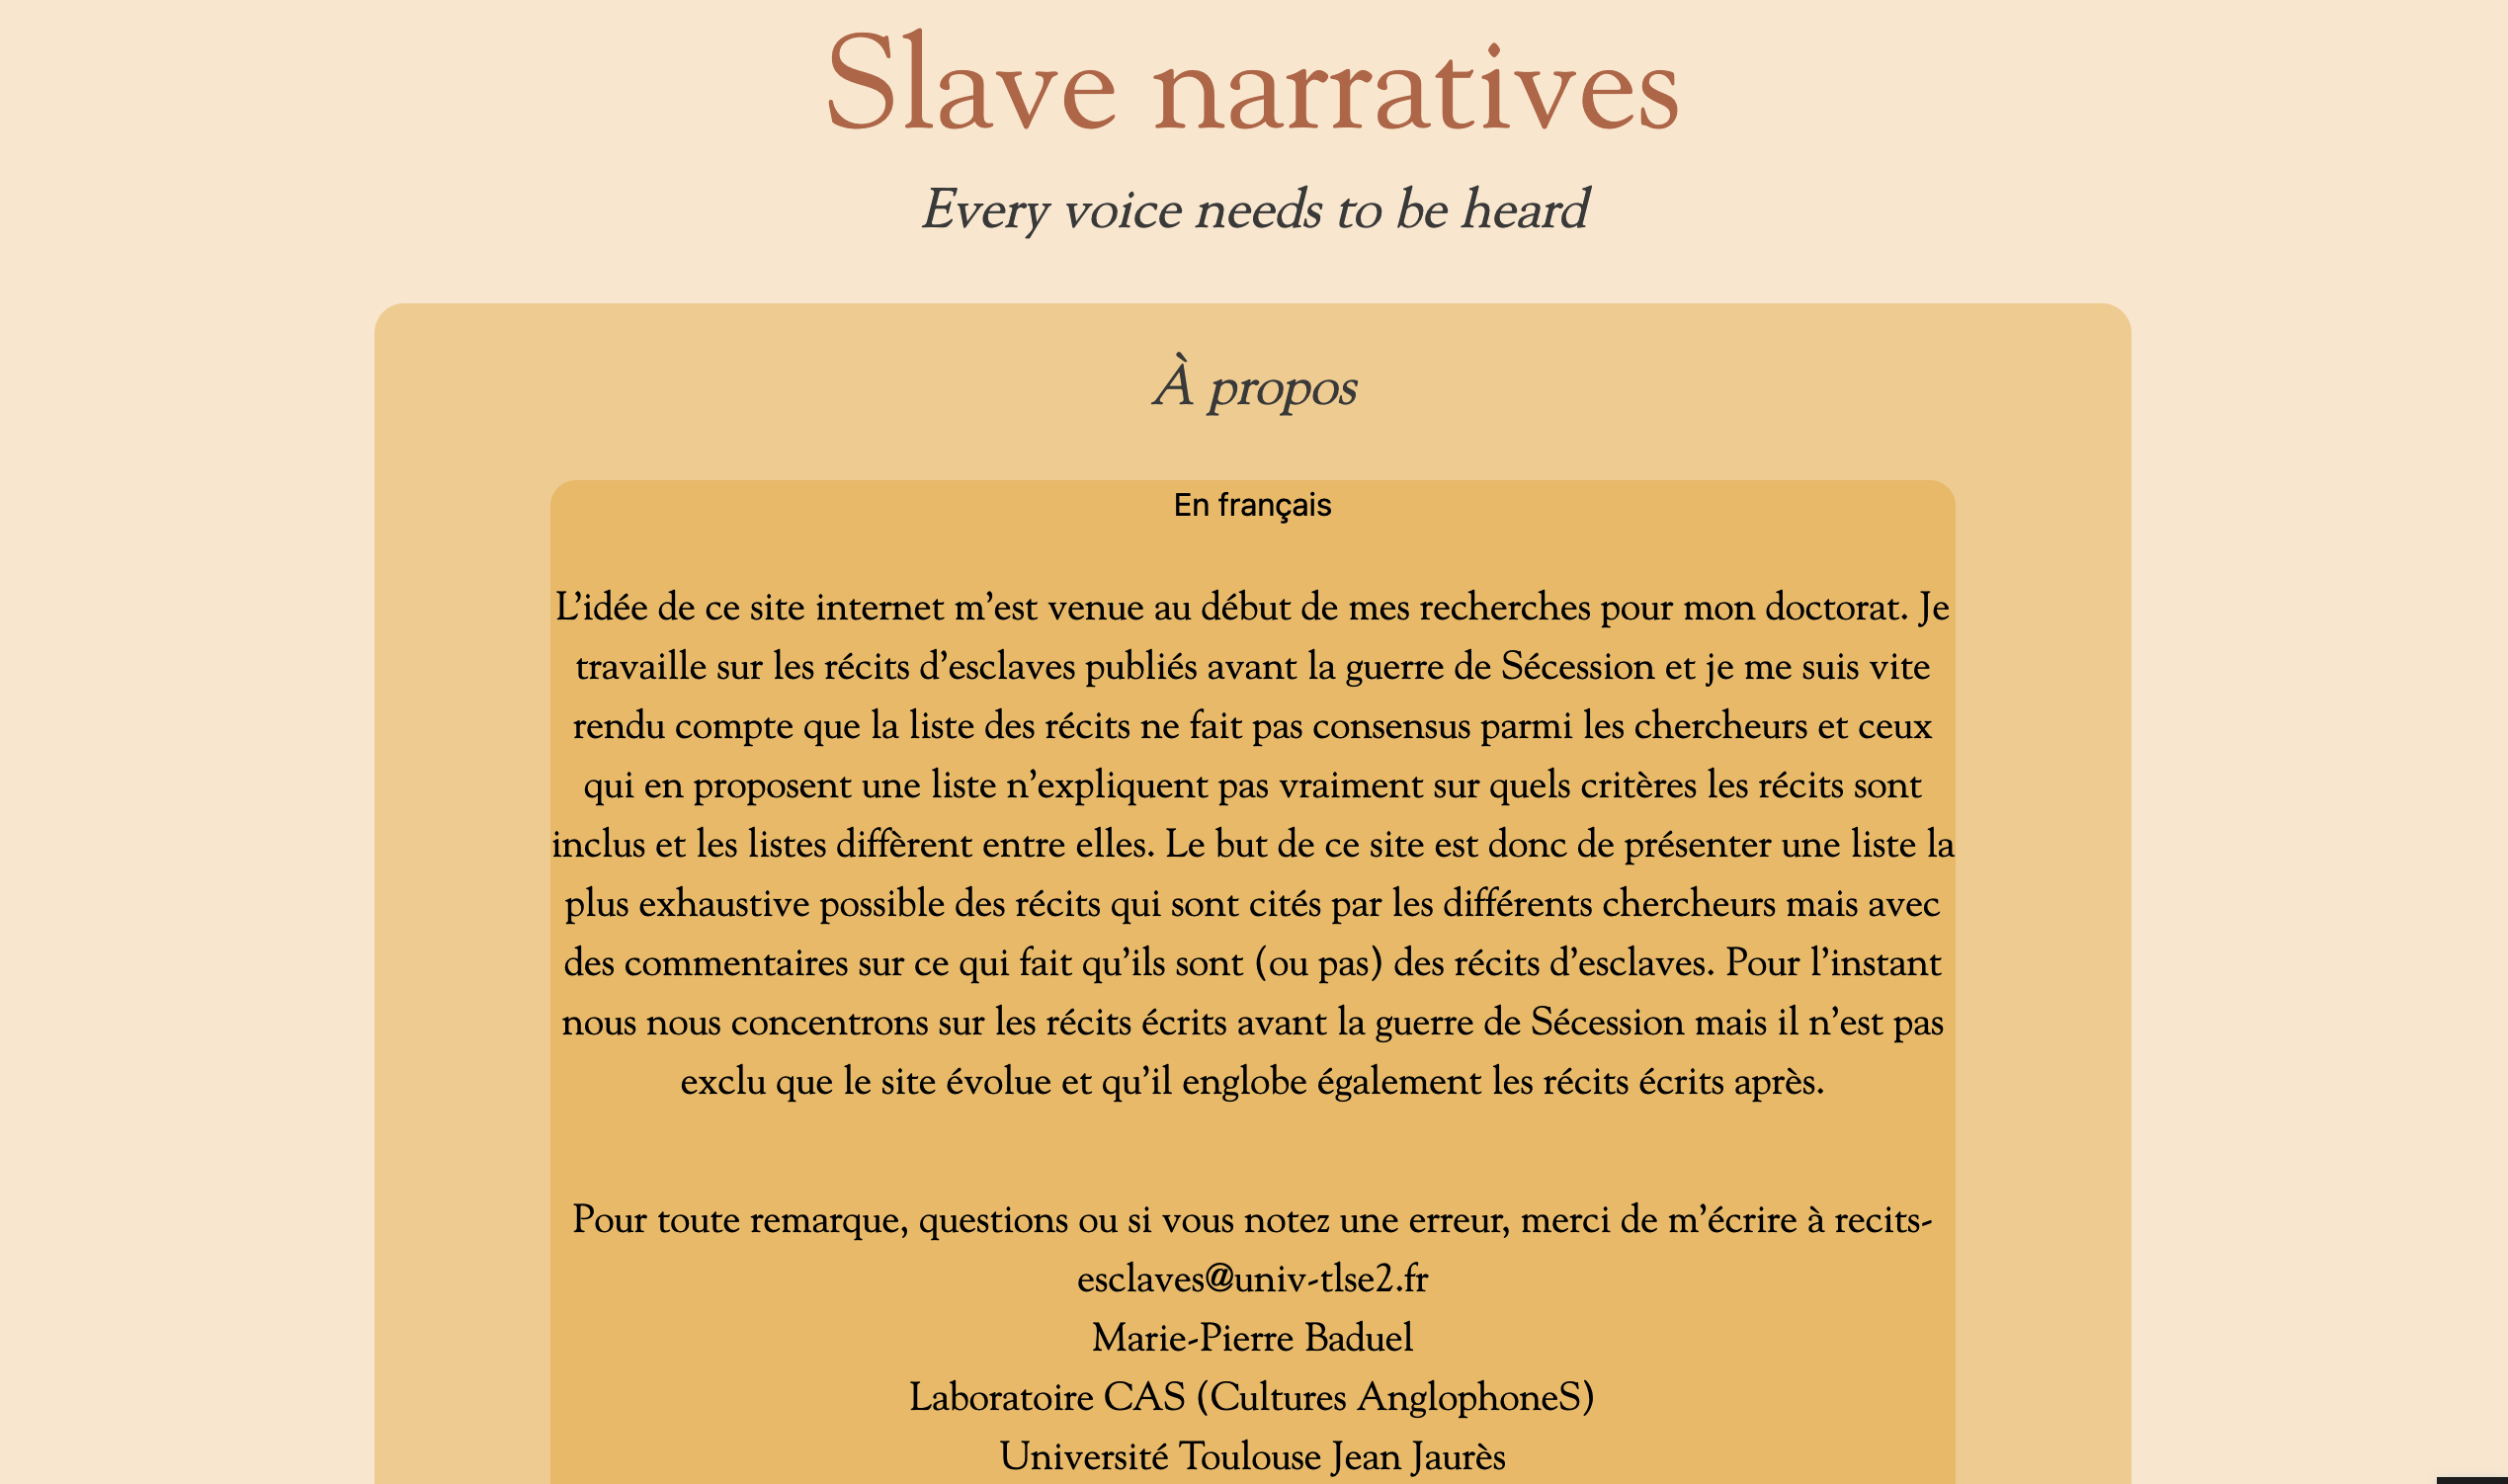 Slave narratives
Every voice needs to be heard
À propos
En français
L’idée de ce site internet m’est venue au début de mes recherches pour mon doctorat. Je
travaille sur les récits d’esclaves publiés avant la guerre de Sécession et je me suis vite
rendu compte que la liste des récits ne fait pas consensus parmi les chercheurs et ceux
qui en proposent une liste n’expliquent pas vraiment sur quels critères les récits sont
inclus et les listes diffèrent entre elles. Le but de ce site est donc de présenter une liste la
plus exhaustive possible des récits qui sont cités par les différents chercheurs mais avec
des commentaires sur ce qui fait qu’ils sont (ou pas) des récits d’esclaves. Pour l’instant
nous nous concentrons sur les récits écrits avant la guerre de Sécession mais il n’est pas
exclu que le site évolue et qu’il englobe également les récits écrits après.
Pour toute remarque, questions ou si vous notez une erreur, merci de m’écrire à recits-
esclaves@univ-tlse2.fr
Marie-Pierre Baduel
Laboratoire CAS (Cultures AnglophoneS)
Université Toulouse Jean Jaurès